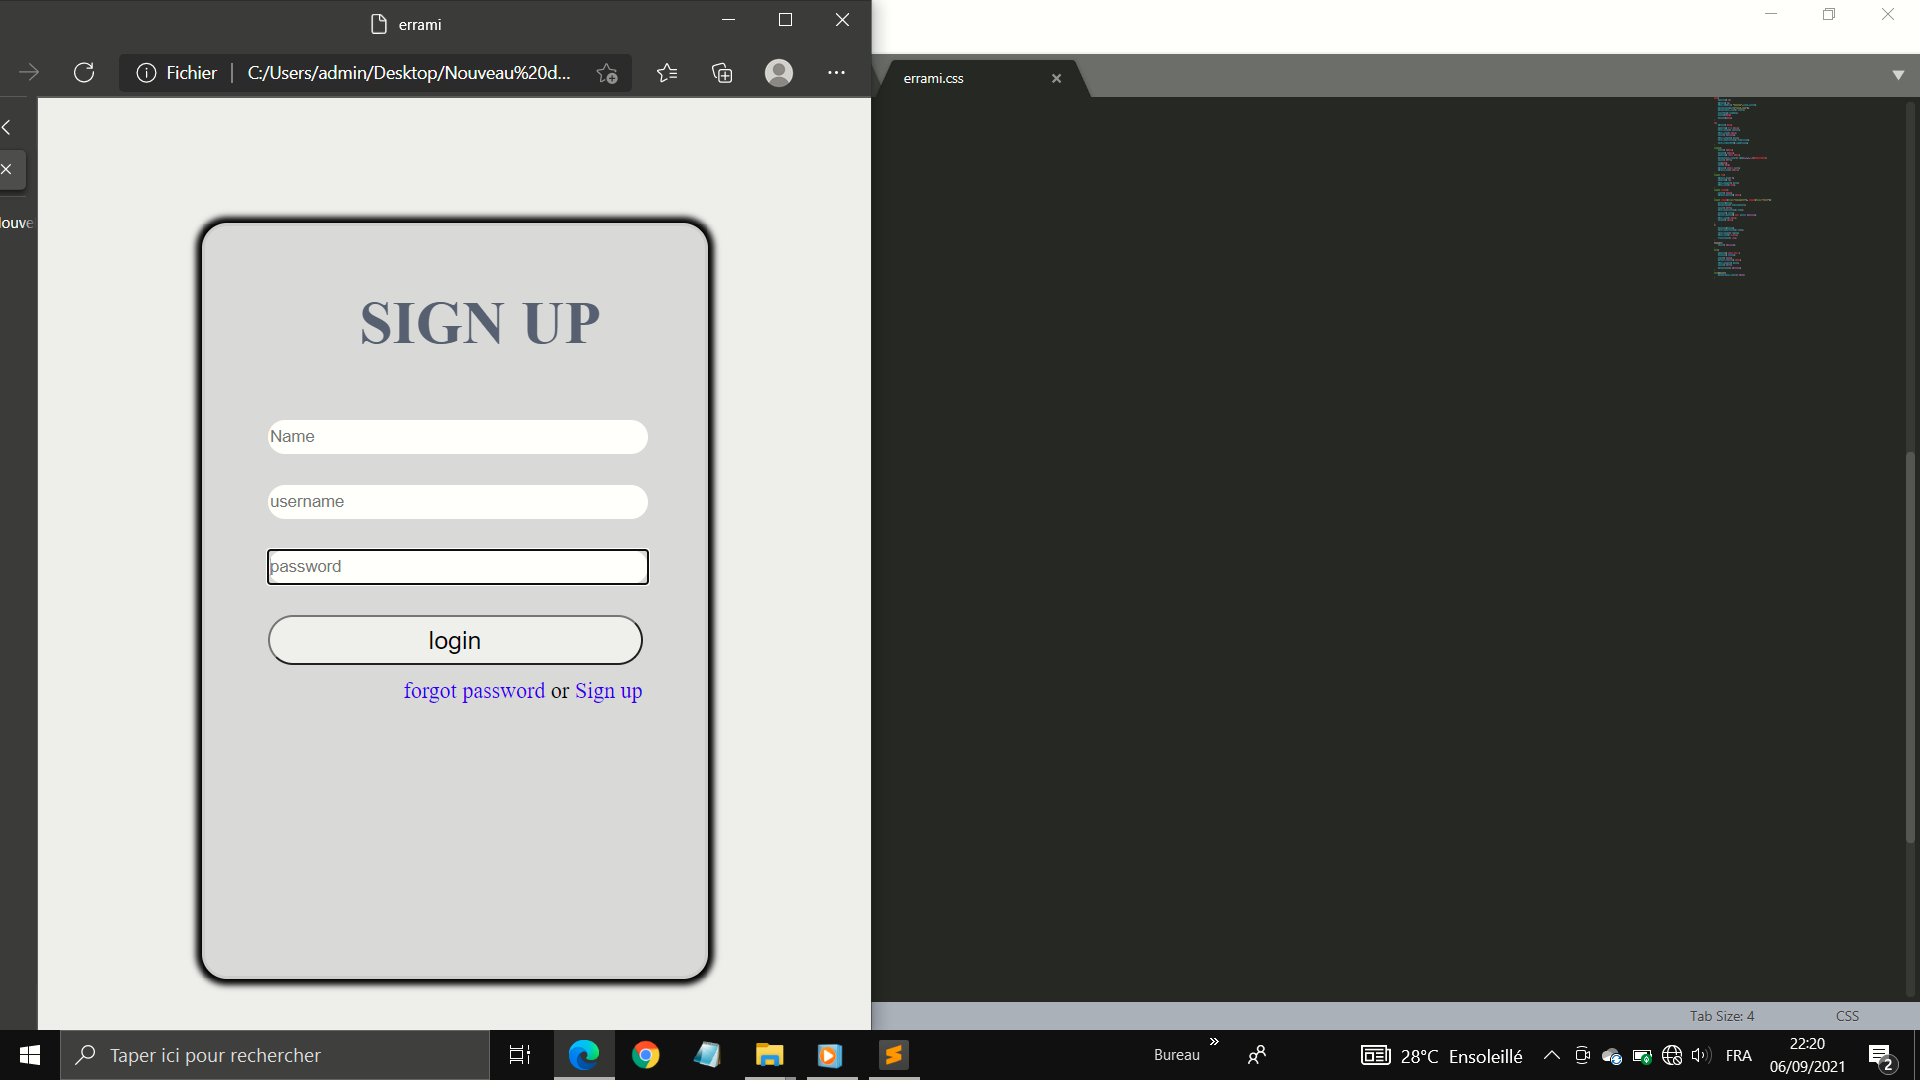 errami
Fichier
C:/Users/admin/Desktop/Nouveau%20d...
errami.css
SIGN UP
Name
username
password
login
forgot password or Sign up
Tab Size: 4
CSS
Taper ici pour rechercher
Bureau
28°C Ensoleillé
FRA
22:20
06/09/2021
2